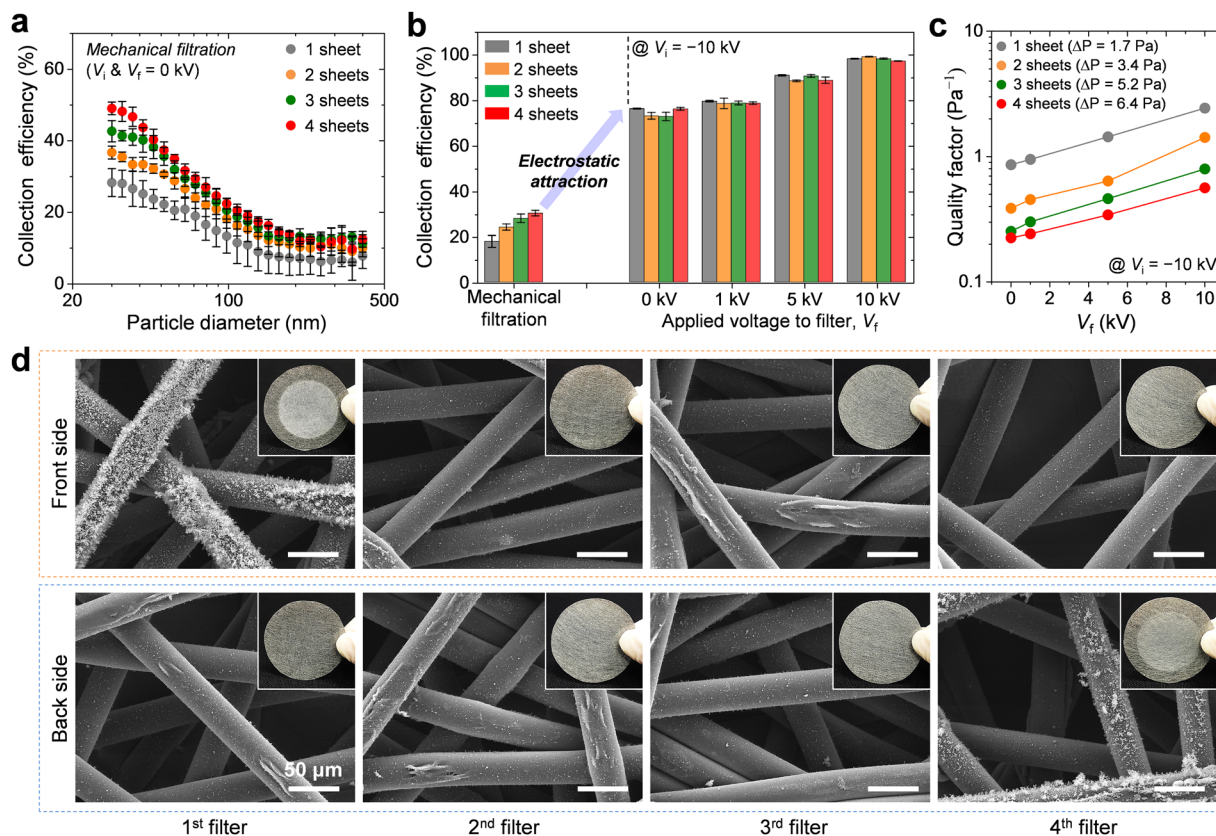 a
Collection efficiency (%)
70
60
40
20
0
20
100
500
Particle diameter (nm)
Mechanical filtration
(Vi & Vf = 0 kV)
1 sheet
2 sheets
3 sheets
4 sheets
b
Collection efficiency (%)
100
80
60
40
20
0
1 sheet
2 sheets
3 sheets
4 sheets
@ Vi = −10 kV
Electrostatic
attraction
Mechanical
filtration
0 kV
1 kV
5 kV
10 kV
Applied voltage to filter, Vf
c
Quality factor (Pa⁻¹)
10
1
0.1
1 sheet (ΔP = 1.7 Pa)
2 sheets (ΔP = 3.4 Pa)
3 sheets (ΔP = 5.2 Pa)
4 sheets (ΔP = 6.4 Pa)
@ Vi = −10 kV
0
2
4
6
8
10
Vf (kV)
d
Front side
Back side
50 μm
1st filter
2nd filter
3rd filter
4th filter